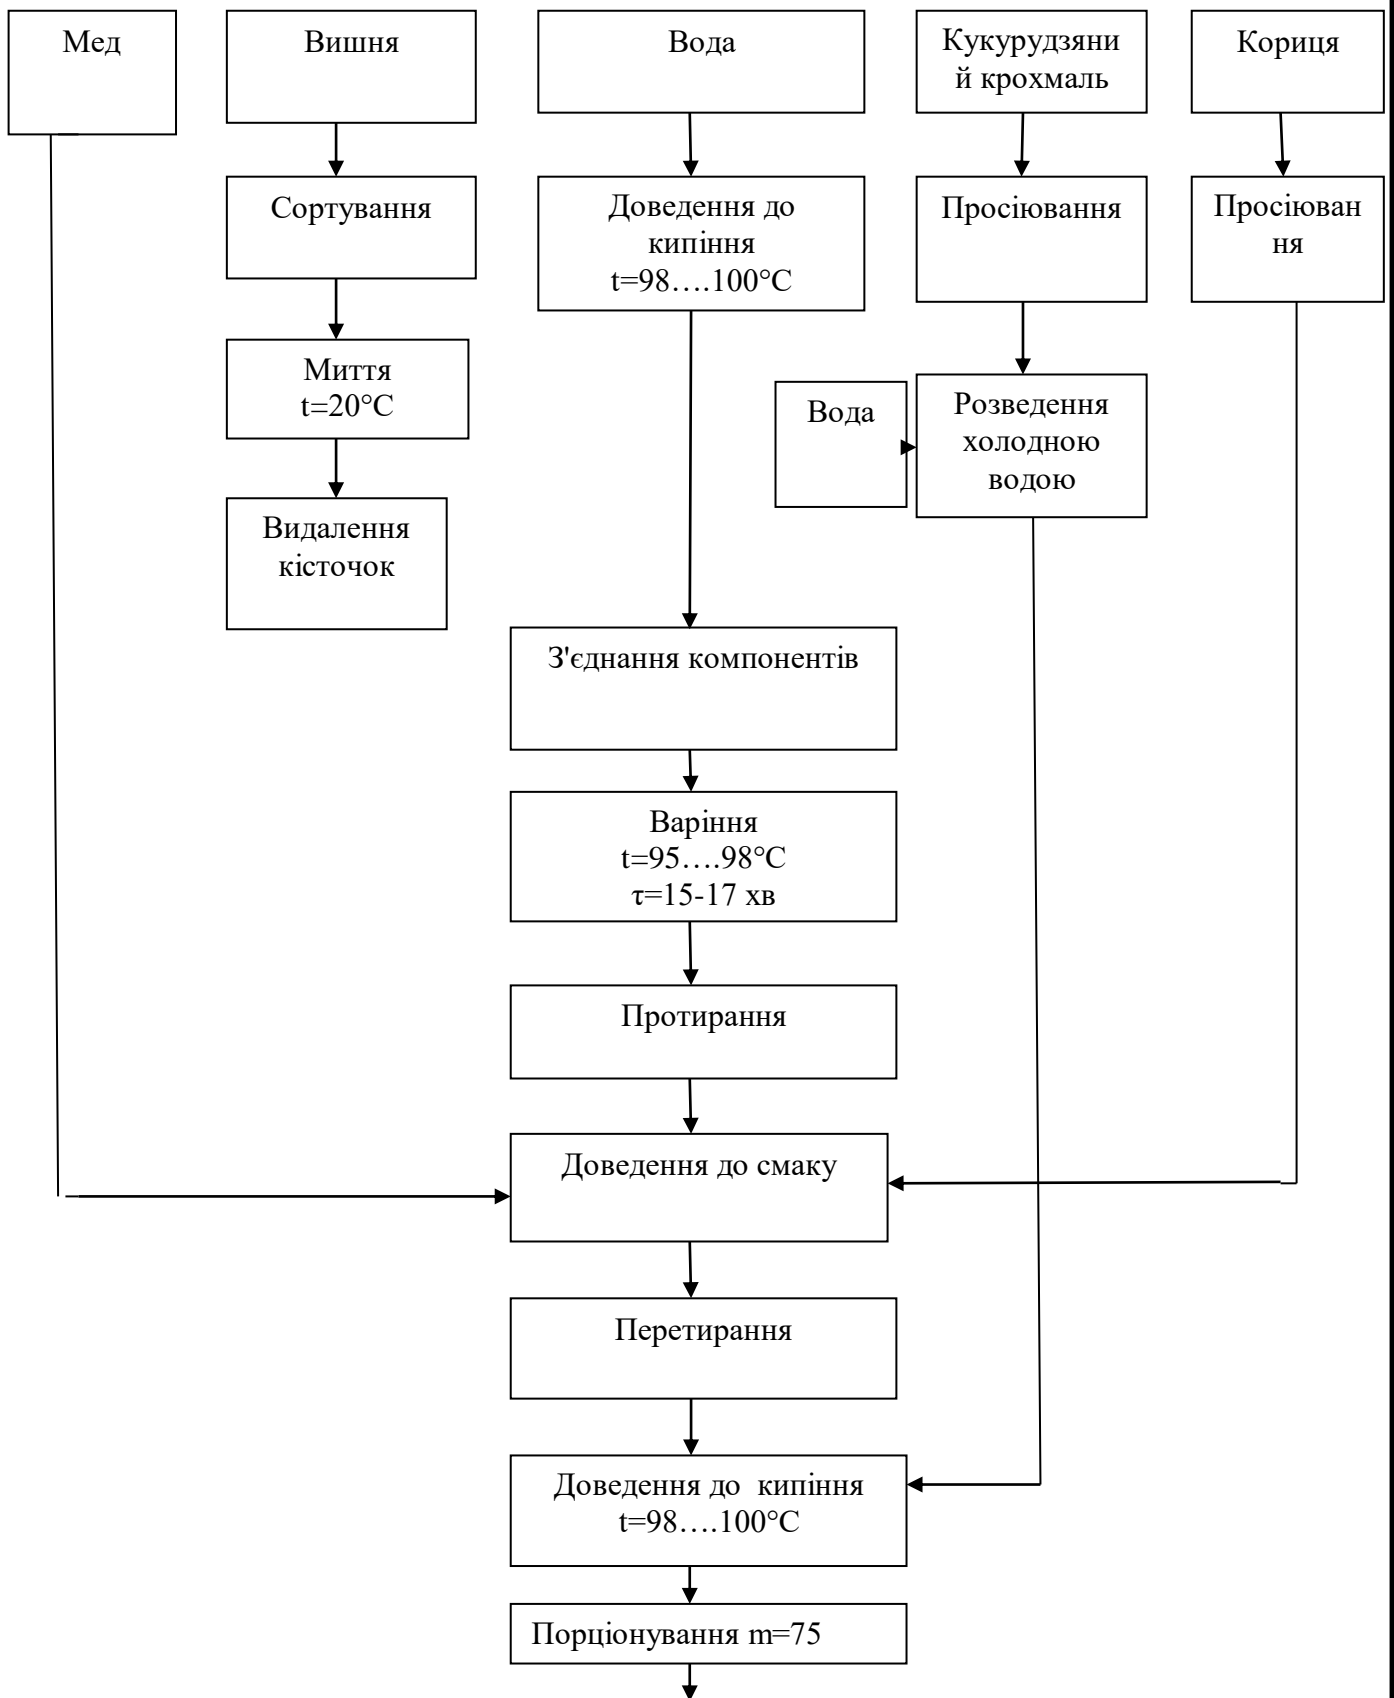 Мед
Вишня
Вода
Кукурудзяни
й крохмаль
Кориця
Сортування
Доведення до
кипіння
t=98....100°C
Просіювання
Просіюван
ня
Миття
t=20°C
Вода
Розведення
холодною
водою
Видалення
кісточок
З'єднання компонентів
Варіння
t=95....98°C
τ=15-17 хв
Протирання
Доведення до смаку
Перетирання
Доведення до  кипіння
t=98....100°C
Порціонування m=75